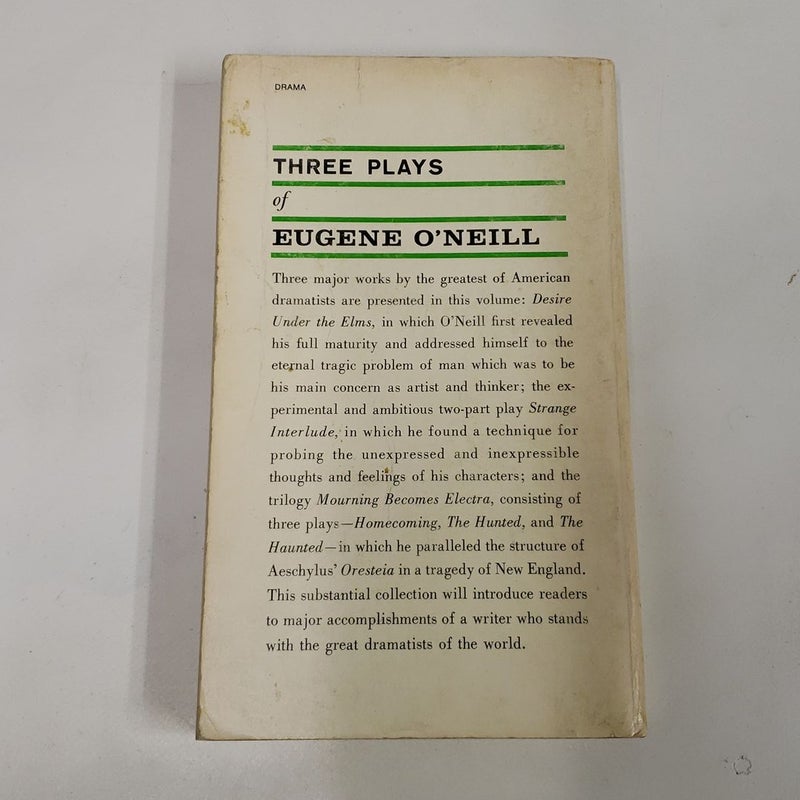 DRAMA
THREE PLAYS
of
EUGENE O'NEILL
Three major works by the greatest of American
dramatists are presented in this volume: Desire
Under the Elms, in which O'Neill first revealed
his full maturity and addressed himself to the
eternal tragic problem of man which was to be
his main concern as artist and thinker; the ex-
perimental and ambitious two-part play Strange
Interlude, in which he found a technique for
probing the unexpressed and inexpressible
thoughts and feelings of his characters; and the
trilogy Mourning Becomes Electra, consisting of
three plays—Homecoming, The Hunted, and The
Haunted—in which he paralleled the structure of
Aeschylus' Oresteia in a tragedy of New England.
This substantial collection will introduce readers
to major accomplishments of a writer who stands
with the great dramatists of the world.